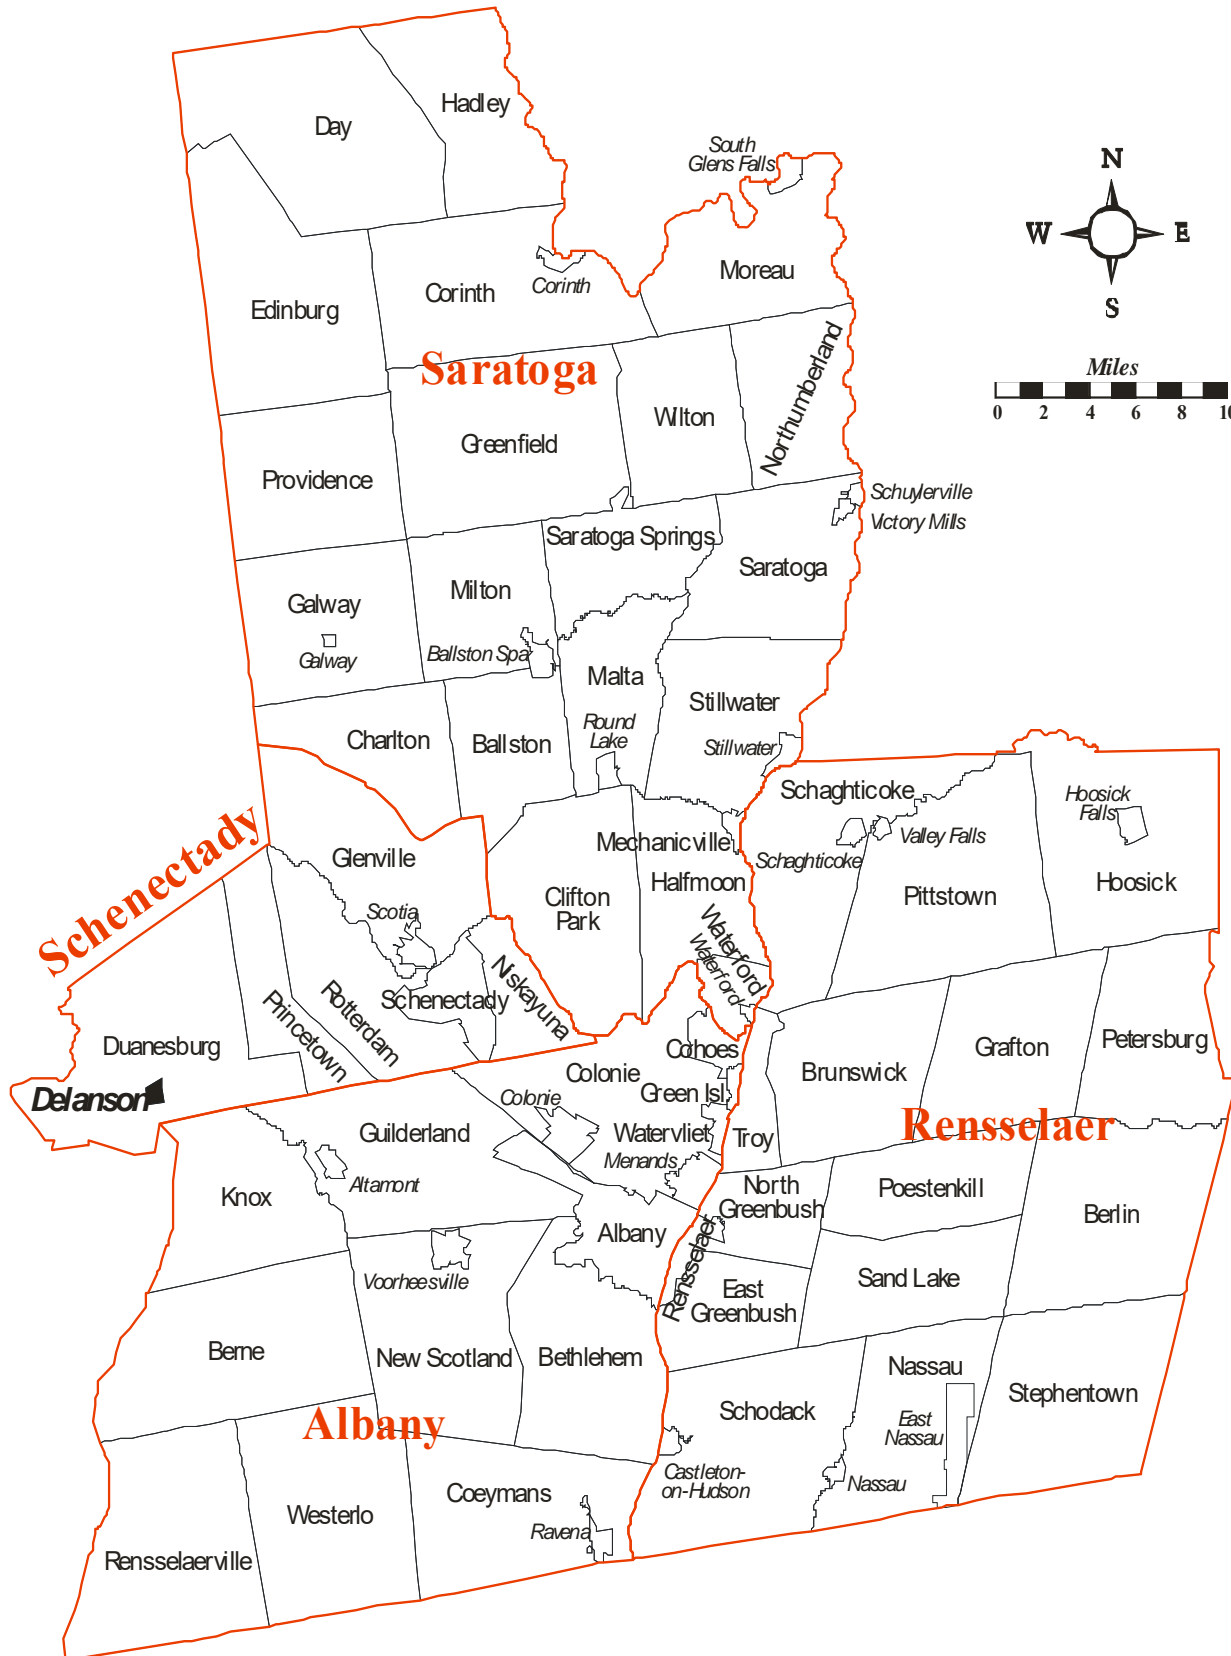 Hadley
Day
South
Glens Falls
N
W
E
S
Moreau
Corinth
Corinth
Edinburg
Miles
0 2 4 6 8 10
Saratoga
Northumberland
Wilton
Greenfield
Providence
Schuylerville
Victory Mills
Saratoga Springs
Saratoga
Milton
Galway
Galway
Ballston Spa
Malta
Stillwater
Stillwater
Round
Lake
Charlton
Ballston
Schaghticoke
Hoosick
Falls
Valley Falls
Schaghticoke
Mechanicville
Halfmoon
Schenectady
Glenville
Scotia
Clifton
Park
Pittstown
Hoosick
Waterford
Waterford
Niskayuna
Schenectady
Rotterdam
Princetown
Duanesburg
Delanson
Cohoes
Colonie
Green Isl.
Colonie
Watervliet
Menands
Troy
Brunswick
Grafton
Petersburg
Rensselaer
Guilderland
Altamont
Knox
North
Greenbush
Poestenkill
Berlin
Albany
Rensselaer
Voorheesville
Sand Lake
East
Greenbush
Berne
New Scotland
Bethlehem
Nassau
Stephentown
Schodack
East
Nassau
Albany
Castleton-
on-Hudson
Nassau
Coeymans
Westerlo
Ravena
Rensselaerville